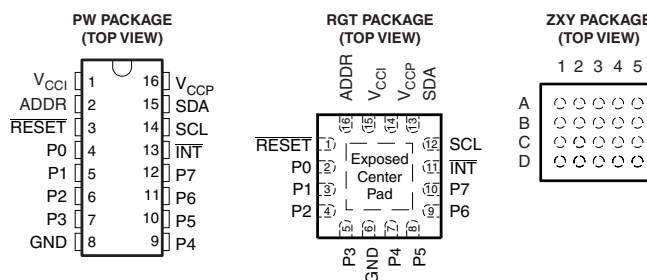 PW PACKAGE
(TOP VIEW)
VCCI 1 16 VCCP
ADDR 2 15 SDA
RESET 3 14 SCL
P0 4 13 INT
P1 5 12 P7
P2 6 11 P6
P3 7 10 P5
GND 8 9 P4
RGT PACKAGE
(TOP VIEW)
ADDR VCCI VCCP SDA
16 15 14 13
RESET 1 12 SCL
P0 2 11 INT
P1 3 10 P7
P2 4 9 P6
Exposed
Center
Pad
5 6 7 8
P3 GND P4 P5
ZXY PACKAGE
(TOP VIEW)
1 2 3 4 5
A
B
C
D